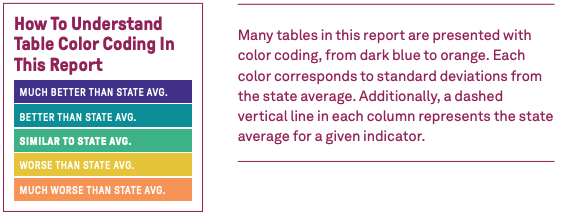 How To Understand
Table Color Coding In
This Report
MUCH BETTER THAN STATE AVG.
BETTER THAN STATE AVG.
SIMILAR TO STATE AVG.
WORSE THAN STATE AVG.
MUCH WORSE THAN STATE AVG.
Many tables in this report are presented with
color coding, from dark blue to orange. Each
color corresponds to standard deviations from
the state average. Additionally, a dashed
vertical line in each column represents the state
average for a given indicator.